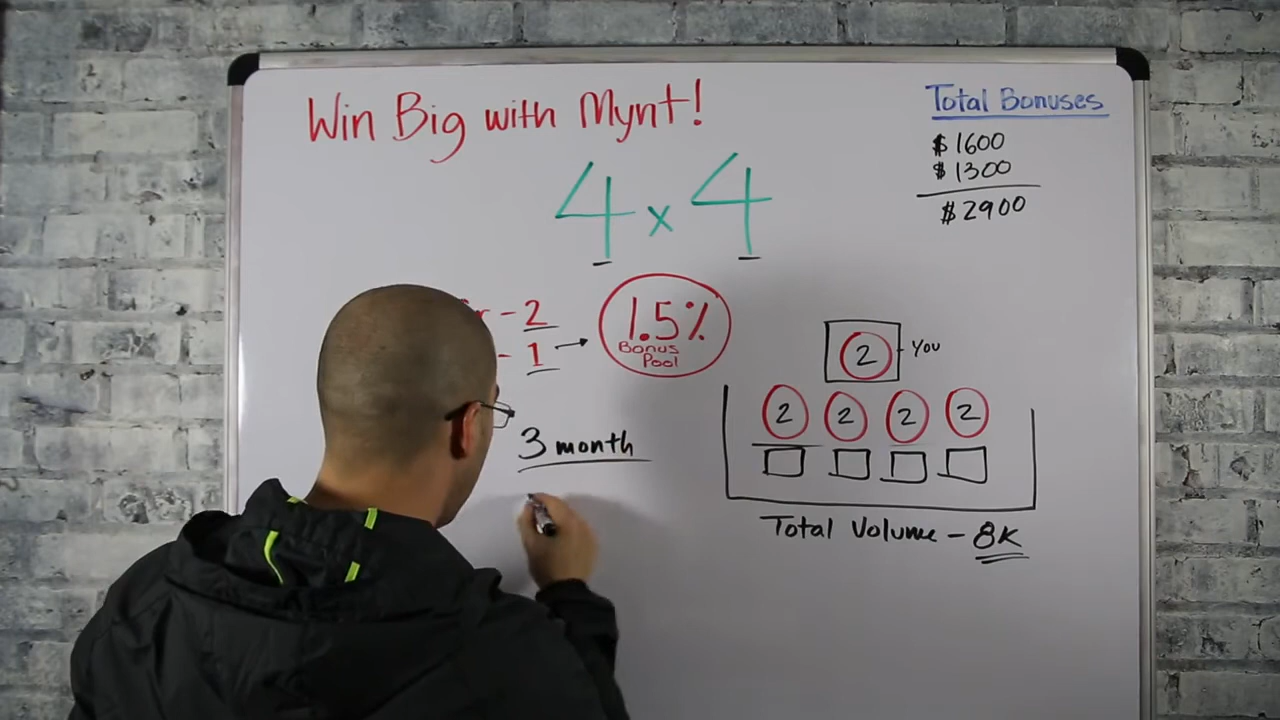 Win Big with Mynt!
Total Bonuses
$1600
$1300
$2900
4 x 4
- 2
- 1
1.5%
Bonus
Pool
2
You
2 2 2 2
3 month
Total Volume - 8K